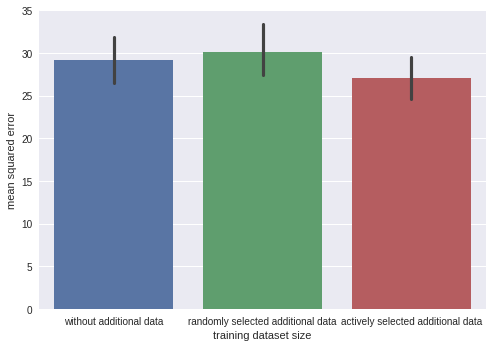 35
30
25
20
15
10
5
0
mean squared error
without additional data
randomly selected additional data
actively selected additional data
training dataset size